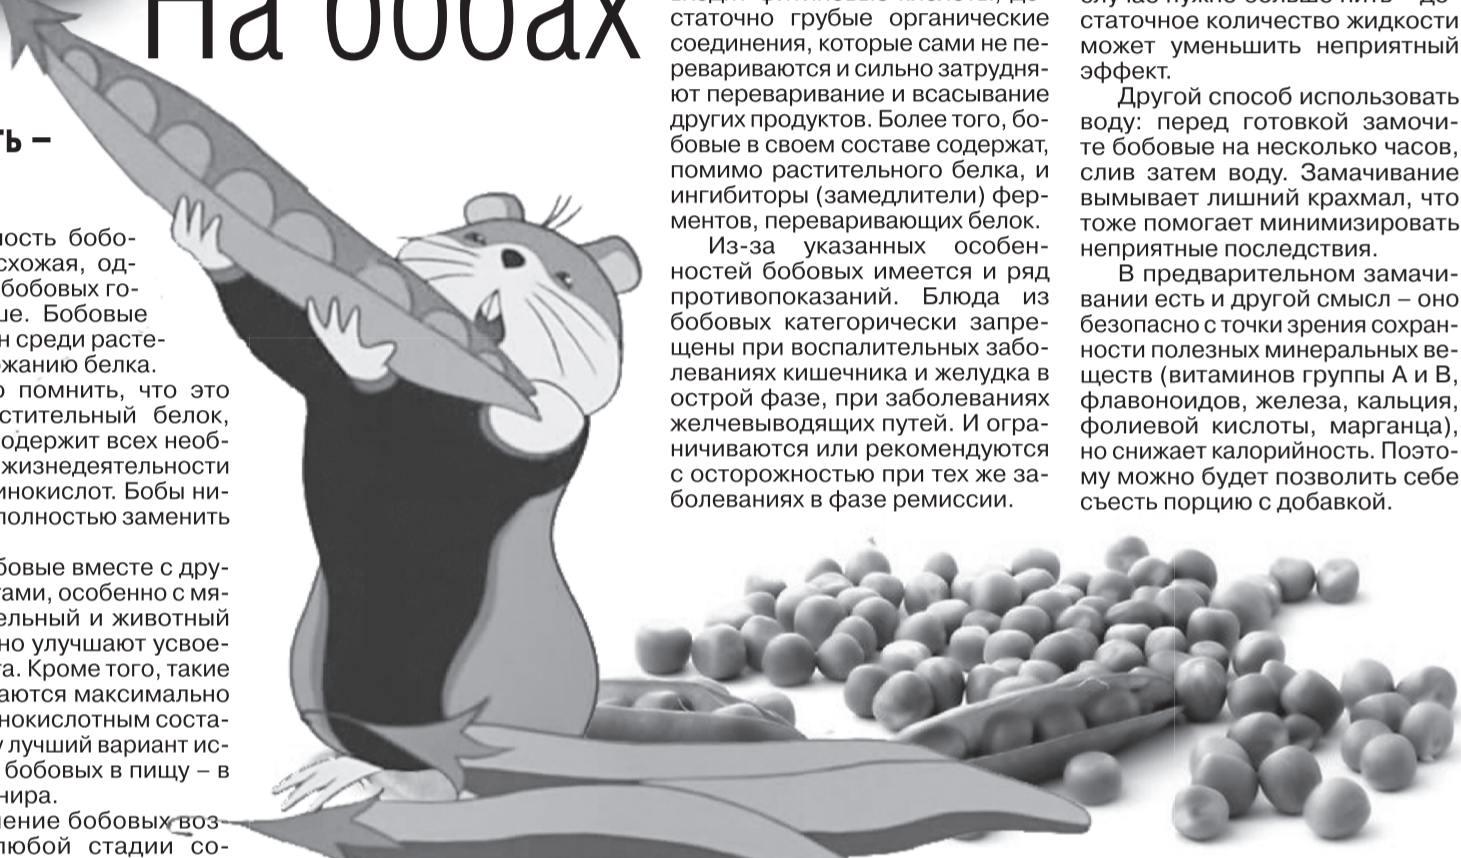 На бобах
ть –
ность бобо-
схожая, од-
бобовых го-
ше. Бобовые
н среди расте-
жанию белка.
о помнить, что это
стительный белок,
одержит всех необ-
жизнедеятельности
инокислот. Бобы ни-
полностью заменить
бовые вместе с дру-
тами, особенно с мя-
ельный и животный
но улучшают усвое-
та. Кроме того, такие
аются максимально
нокислотным соста-
у лучший вариант ис-
бобовых в пищу – в
нира.
ление бобовых воз-
любой стадии со-
статочно грубые органические
соединения, которые сами не пе-
ревариваются и сильно затрудня-
ют переваривание и всасывание
других продуктов. Более того, бо-
бовые в своем составе содержат,
помимо растительного белка, и
ингибиторы (замедлители) фер-
ментов, переваривающих белок.
Из-за указанных особен-
ностей бобовых имеется и ряд
противопоказаний. Блюда из
бобовых категорически запре-
щены при воспалительных забо-
леваниях кишечника и желудка в
острой фазе, при заболеваниях
желчевыводящих путей. И огра-
ничиваются или рекомендуются
с осторожностью при тех же за-
болеваниях в фазе ремиссии.
статочное количество жидкости
может уменьшить неприятный
эффект.
Другой способ использовать
воду: перед готовкой замочи-
те бобовые на несколько часов,
слив затем воду. Замачивание
вымывает лишний крахмал, что
тоже помогает минимизировать
неприятные последствия.
В предварительном замачи-
вании есть и другой смысл – оно
безопасно с точки зрения сохран-
ности полезных минеральных ве-
ществ (витаминов группы А и В,
флавоноидов, железа, кальция,
фолиевой кислоты, марганца),
но снижает калорийность. Поэто-
му можно будет позволить себе
съесть порцию с добавкой.